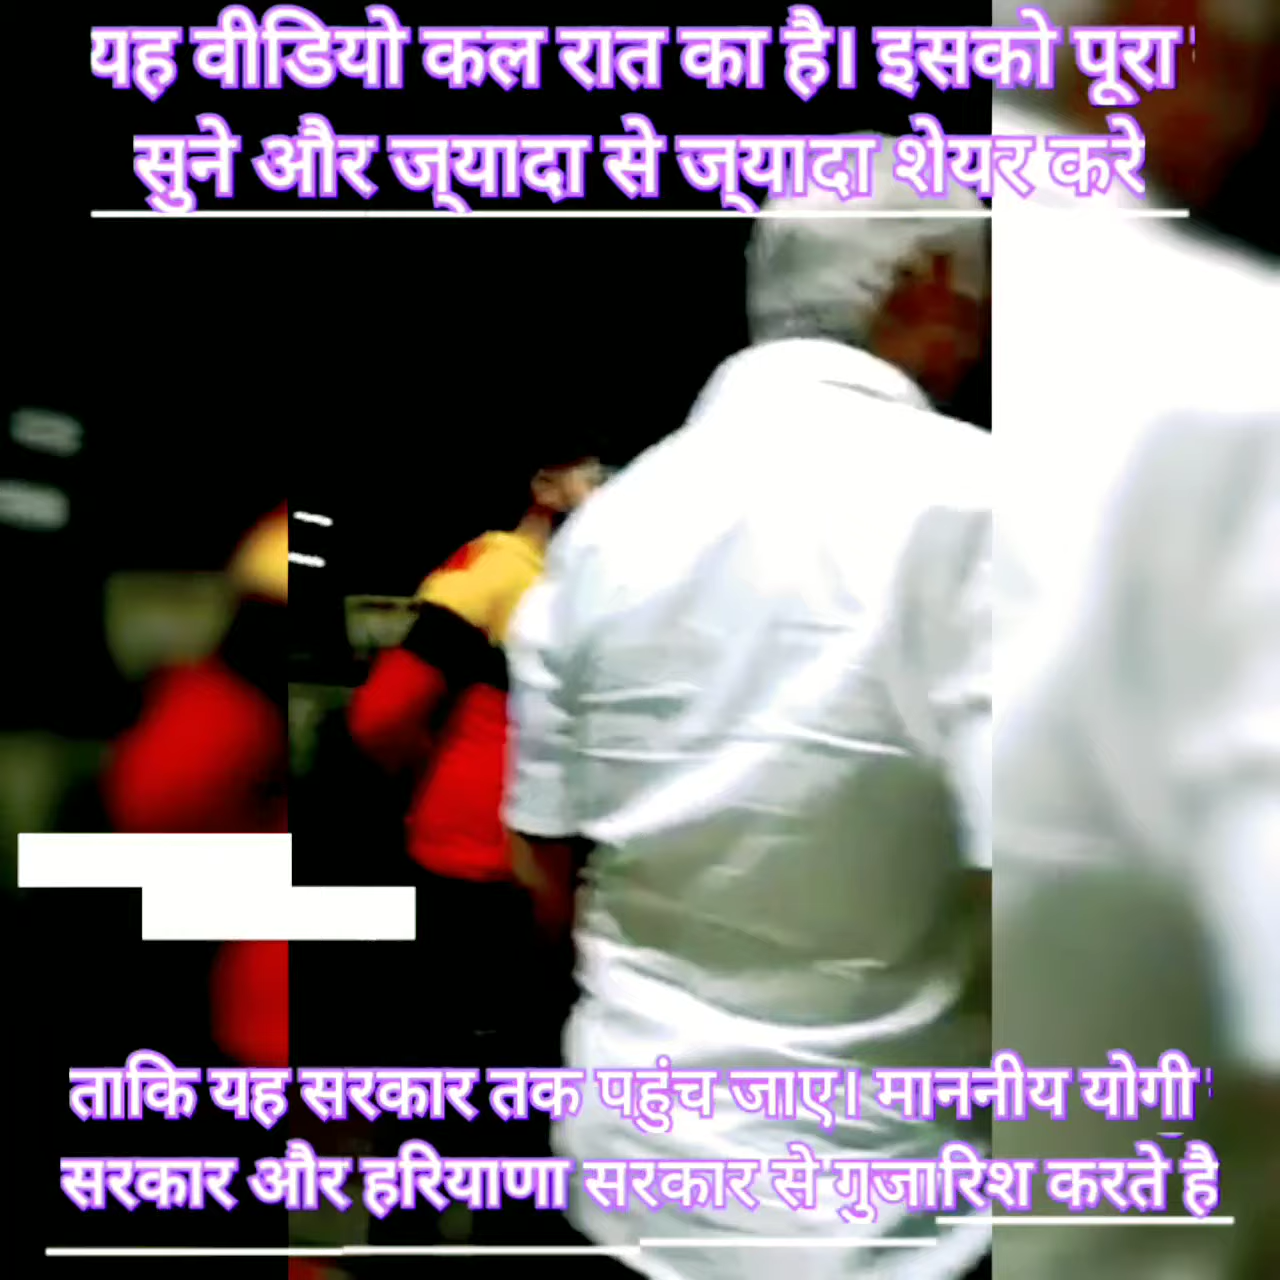 यह वीडियो कल रात का है। इसको पूरा
सुने और ज्यादा से ज्यादा शेयर करे
ताकि यह सरकार तक पहुंच जाए। माननीय योगी
सरकार और हरियाणा सरकार से गुजारिश करते है